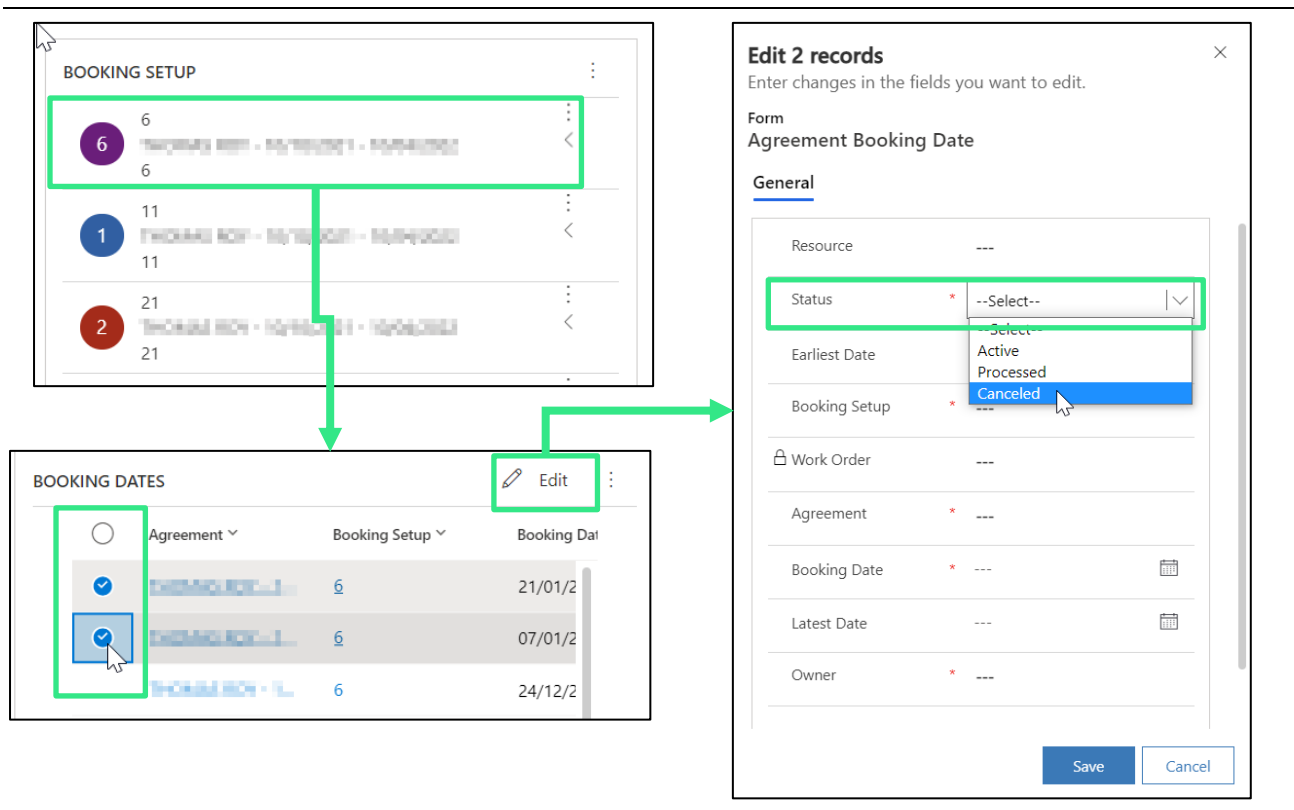 BOOKING SETUP
6
6
6
11
1
11
21
2
21
BOOKING DATES
Edit
Agreement
Booking Setup
Booking Dat
6
21/01/2
6
07/01/2
6
24/12/2
Edit 2 records
Enter changes in the fields you want to edit.
Form
Agreement Booking Date
General
Resource
---
Status * --Select--
--Select--
Active
Processed
Canceled
Earliest Date
Booking Setup * ---
Work Order ---
Agreement * ---
Booking Date * ---
Latest Date ---
Owner * ---
Save
Cancel